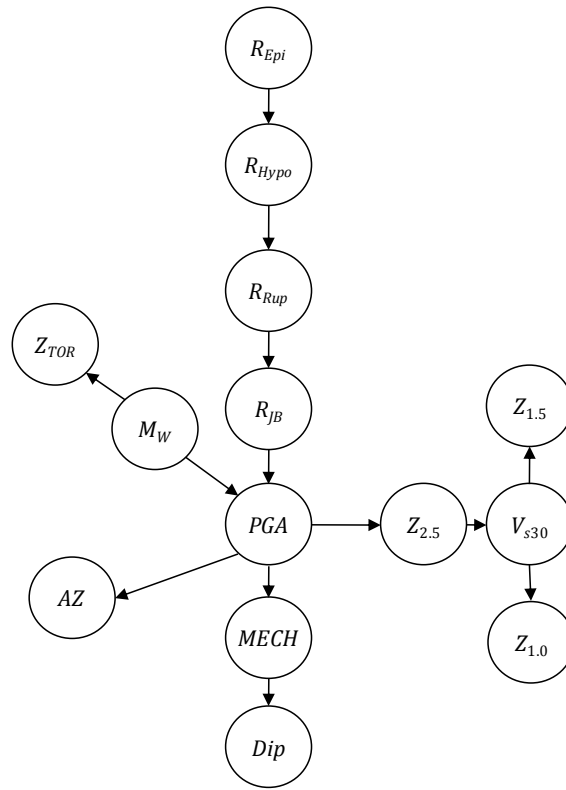 R_Epi
R_Hypo
R_Rup
Z_TOR
M_W
R_JB
Z_1.5
PGA
Z_2.5
V_s30
AZ
MECH
Z_1.0
Dip